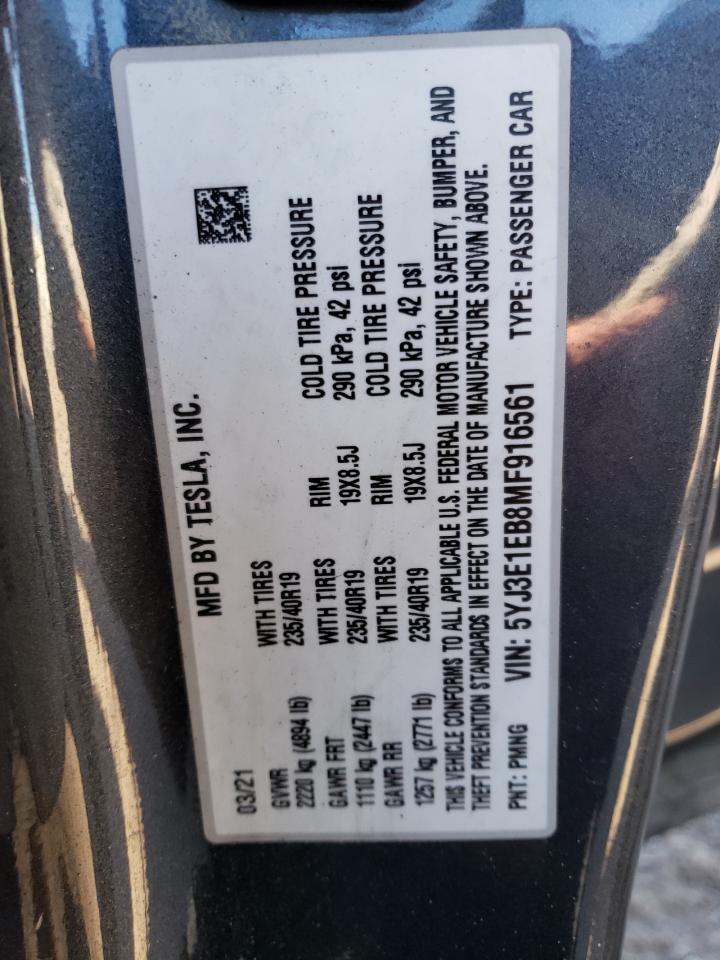 MFD BY TESLA, INC.
03/21
GVWR WITH TIRES
2220 kg (4894 lb) 235/40R19
GAWR FRT WITH TIRES RIM COLD TIRE PRESSURE
1110 kg (2447 lb) 235/40R19 19X8.5J 290 kPa, 42 psi
GAWR RR WITH TIRES RIM COLD TIRE PRESSURE
1257 kg (2771 lb) 235/40R19 19X8.5J 290 kPa, 42 psi
THIS VEHICLE CONFORMS TO ALL APPLICABLE U.S. FEDERAL MOTOR VEHICLE SAFETY, BUMPER, AND
THEFT PREVENTION STANDARDS IN EFFECT ON THE DATE OF MANUFACTURE SHOWN ABOVE.
PNT: PMNG VIN: 5YJ3E1EB8MF916561 TYPE: PASSENGER CAR